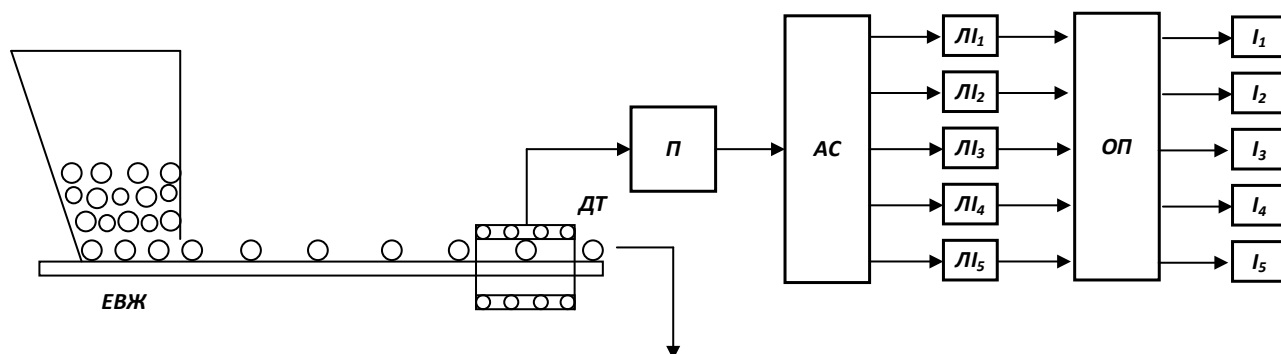 АС
ЛІ1
ЛІ2
ЛІ3
ЛІ4
ЛІ5
ОП
І1
І2
І3
І4
І5
П
ДТ
ЕВЖ